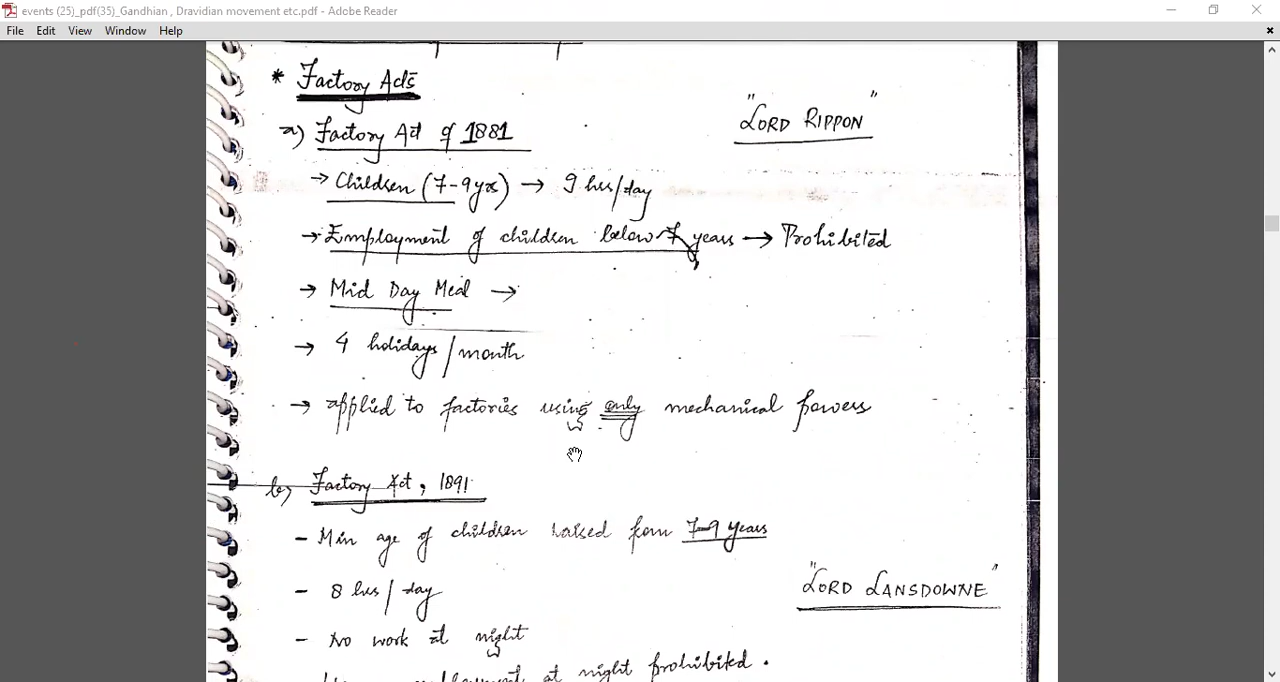 events (25)_pdf(35)_Gandhian , Dravidian movement etc.pdf - Adobe Reader
File Edit View Window Help
* Factory Acts
"LORD RIPPON"
a) Factory Act of 1881
→ Children (7-9 yrs) → 9 hrs/day
→ Employment of children below 7 years → Prohibited
→ Mid Day Meal →
→ 4 holidays/month
→ applied to factories using only mechanical powers
b) Factory Act, 1891
- Min age of children raised from 7-9 years
"LORD LANSDOWNE"
- 8 hrs/day
- No work at night
at night prohibited.